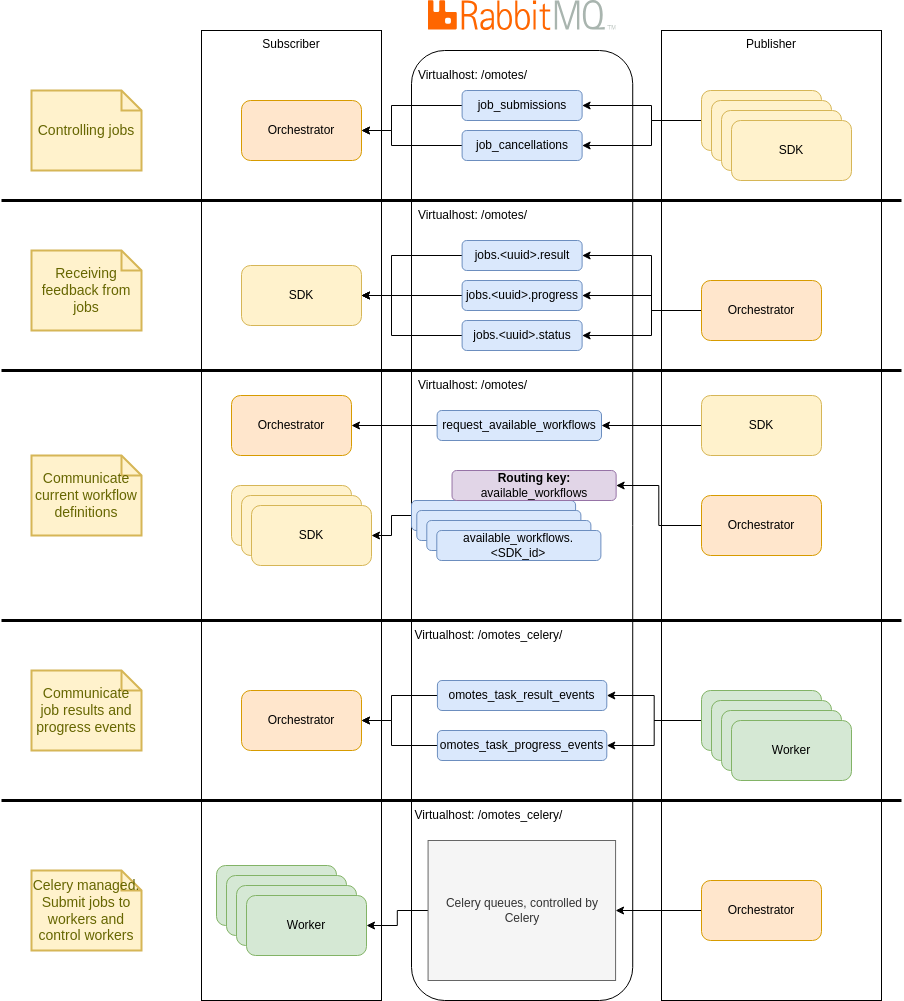 RabbitMQ™
Subscriber
Publisher
Virtualhost: /omotes/
Controlling jobs
Orchestrator
job_submissions
job_cancellations
SDK
Virtualhost: /omotes/
Receiving
feedback from
jobs
SDK
jobs.<uuid>.result
jobs.<uuid>.progress
jobs.<uuid>.status
Orchestrator
Virtualhost: /omotes/
Communicate
current workflow
definitions
Orchestrator
request_available_workflows
SDK
Routing key:
available_workflows
SDK
available_workflows.
<SDK_id>
Orchestrator
Virtualhost: /omotes_celery/
Communicate
job results and
progress events
Orchestrator
omotes_task_result_events
omotes_task_progress_events
Worker
Virtualhost: /omotes_celery/
Celery managed.
Submit jobs to
workers and
control workers
Worker
Celery queues, controlled by
Celery
Orchestrator